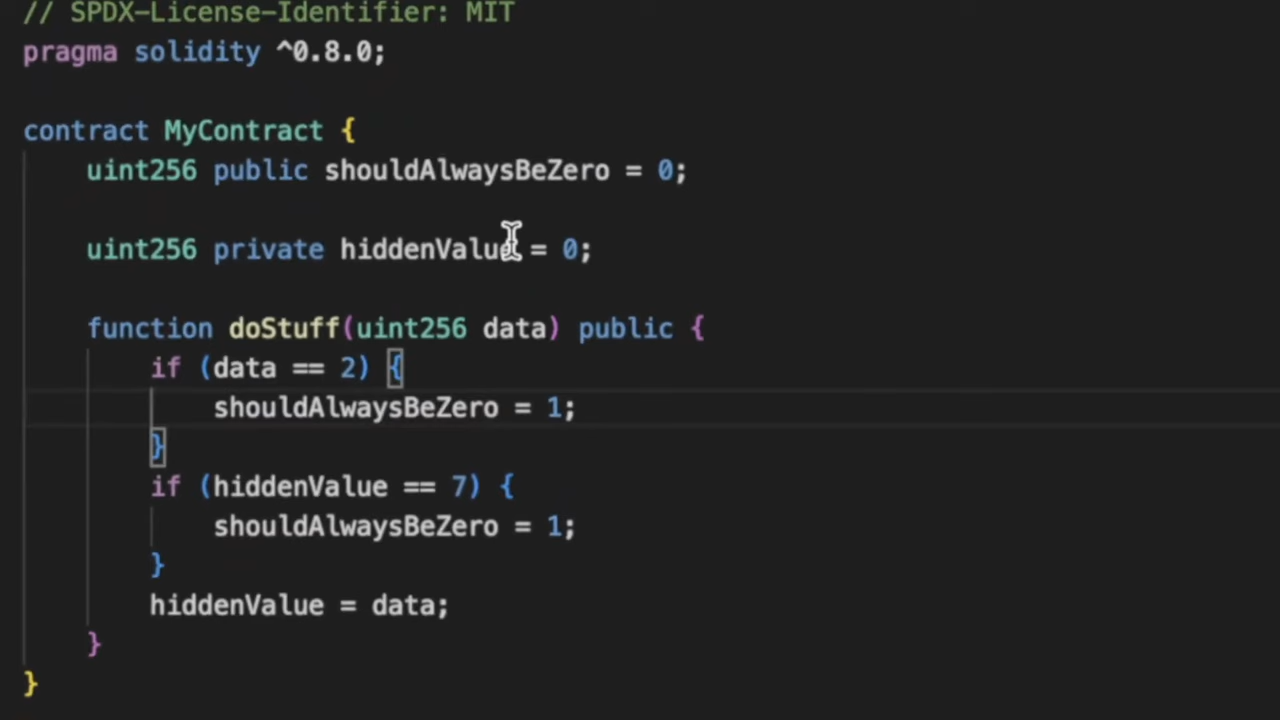 // SPDX-License-Identifier: MIT
pragma solidity ^0.8.0;
contract MyContract {
uint256 public shouldAlwaysBeZero = 0;
uint256 private hiddenValue = 0;
function doStuff(uint256 data) public {
if (data == 2) {
shouldAlwaysBeZero = 1;
}
if (hiddenValue == 7) {
shouldAlwaysBeZero = 1;
}
hiddenValue = data;
}
}